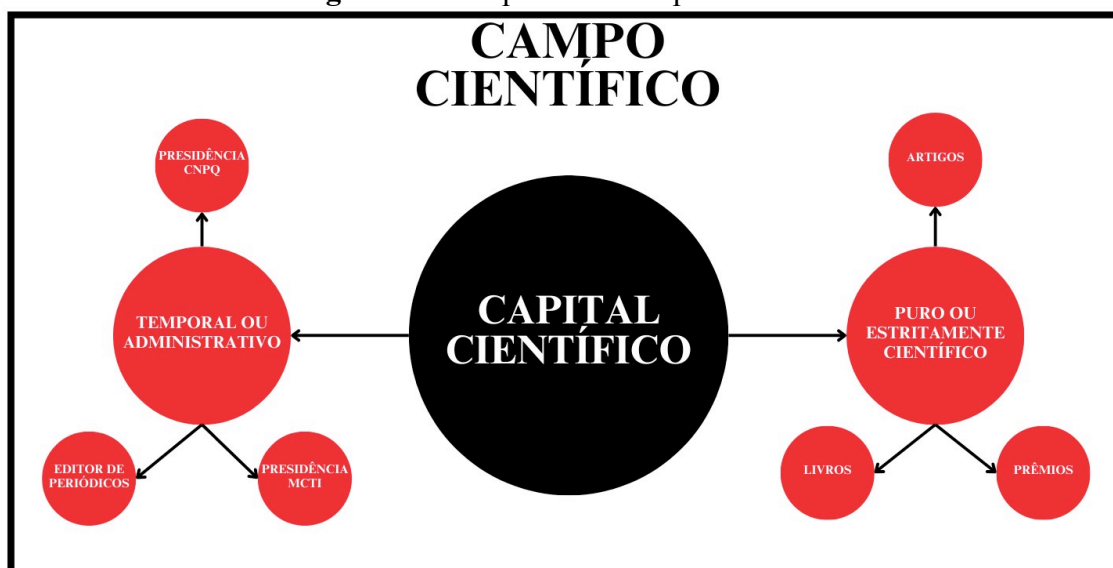 CAMPO
CIENTÍFICO
PRESIDÊNCIA
CNPQ
ARTIGOS
TEMPORAL OU
ADMINISTRATIVO
CAPITAL
CIENTÍFICO
PURO OU
ESTRITAMENTE
CIENTÍFICO
EDITOR DE
PERIÓDICOS
PRESIDÊNCIA
MCTI
LIVROS
PRÊMIOS